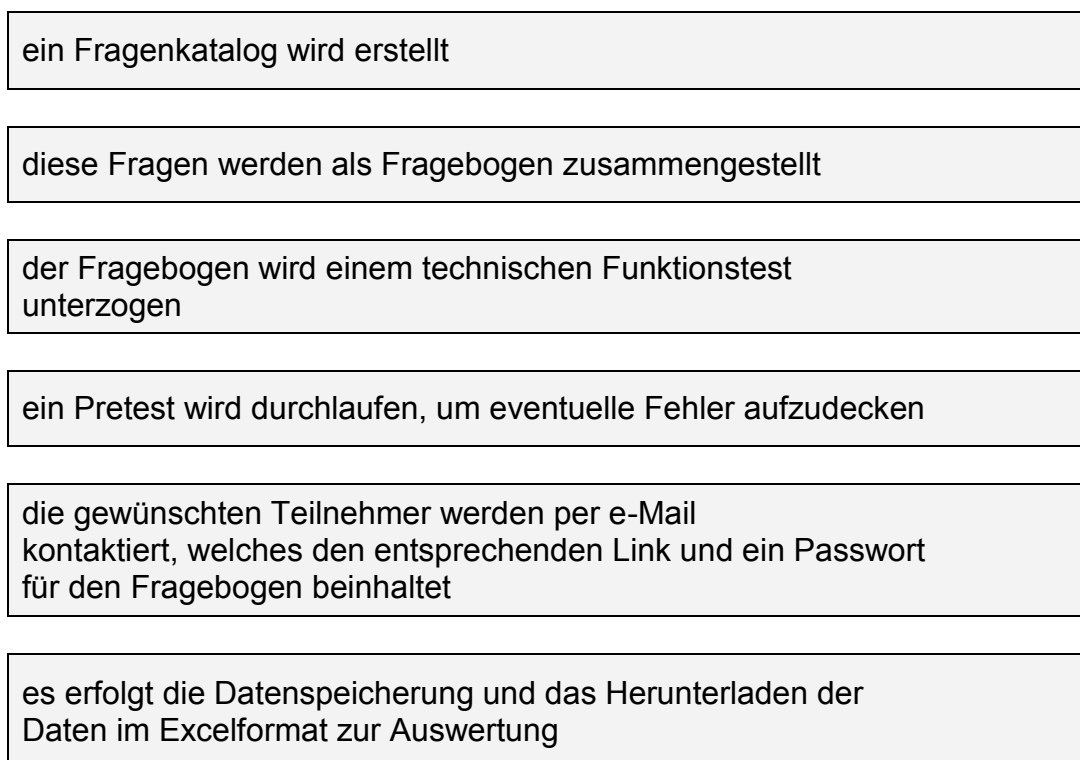 ein Fragenkatalog wird erstellt
diese Fragen werden als Fragebogen zusammengestellt
der Fragebogen wird einem technischen Funktionstest
unterzogen
ein Pretest wird durchlaufen, um eventuelle Fehler aufzudecken
die gewünschten Teilnehmer werden per e-Mail
kontaktiert, welches den entsprechenden Link und ein Passwort
für den Fragebogen beinhaltet
es erfolgt die Datenspeicherung und das Herunterladen der
Daten im Excelformat zur Auswertung